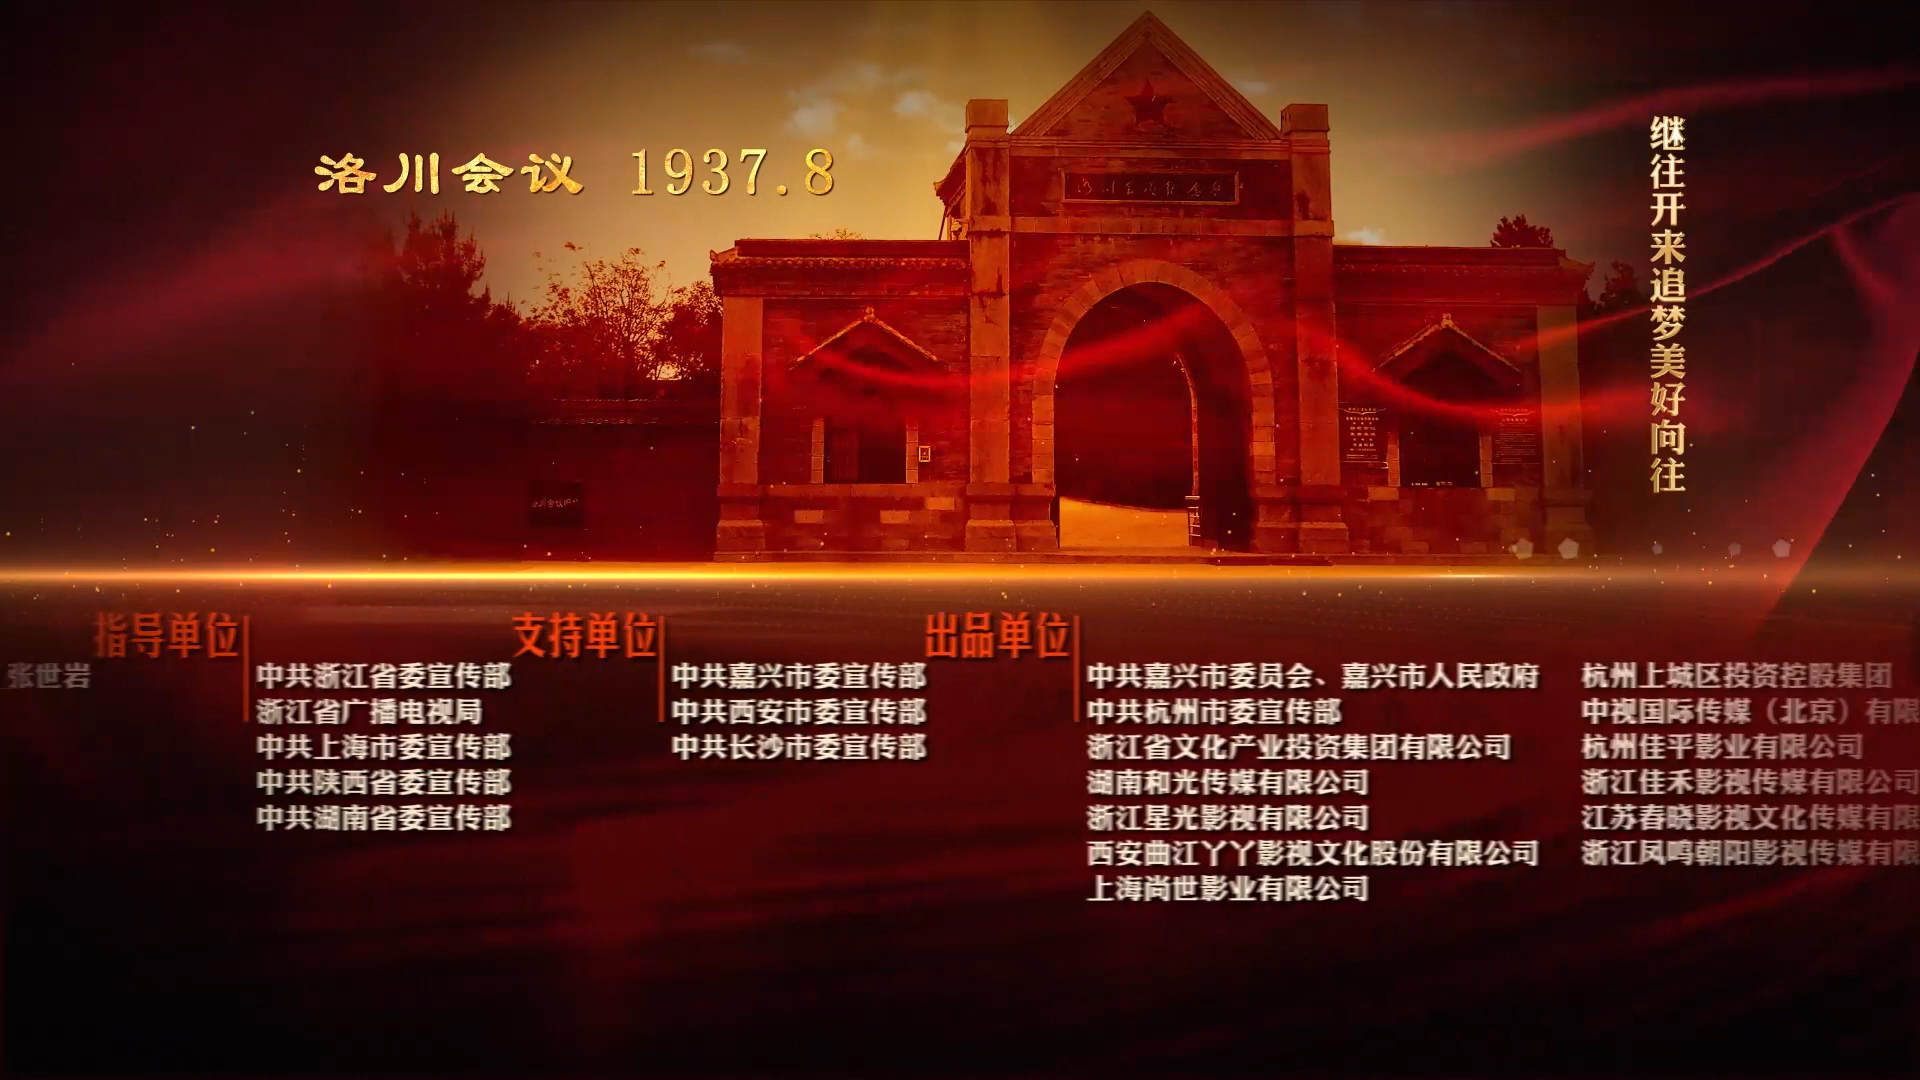 洛川会议 1937.8
继往开来追梦美好向往
张世岩
指导单位
中共浙江省委宣传部
浙江省广播电视局
中共上海市委宣传部
中共陕西省委宣传部
中共湖南省委宣传部
支持单位
中共嘉兴市委宣传部
中共西安市委宣传部
中共长沙市委宣传部
出品单位
中共嘉兴市委员会、嘉兴市人民政府
中共杭州市委宣传部
浙江省文化产业投资集团有限公司
湖南和光传媒有限公司
浙江星光影视有限公司
西安曲江丫丫影视文化股份有限公司
上海尚世影业有限公司
杭州上城区投资控股集团
中视国际传媒（北京）有限
杭州佳平影业有限公司
浙江佳禾影视传媒有限公司
江苏春晓影视文化传媒有限
浙江凤鸣朝阳影视传媒有限